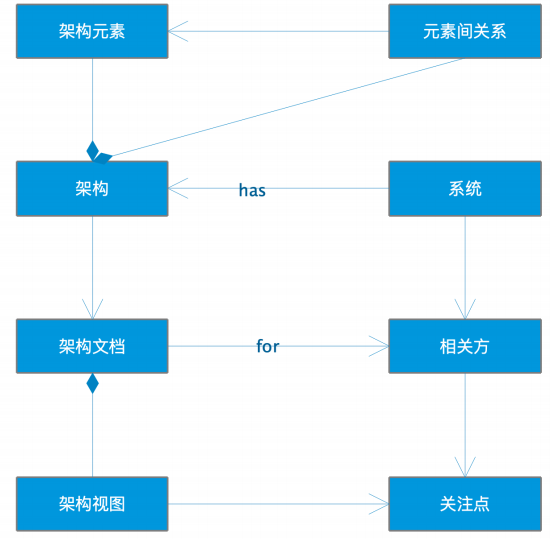 架构元素
元素间关系
架构
has
系统
架构文档
for
相关方
架构视图
关注点